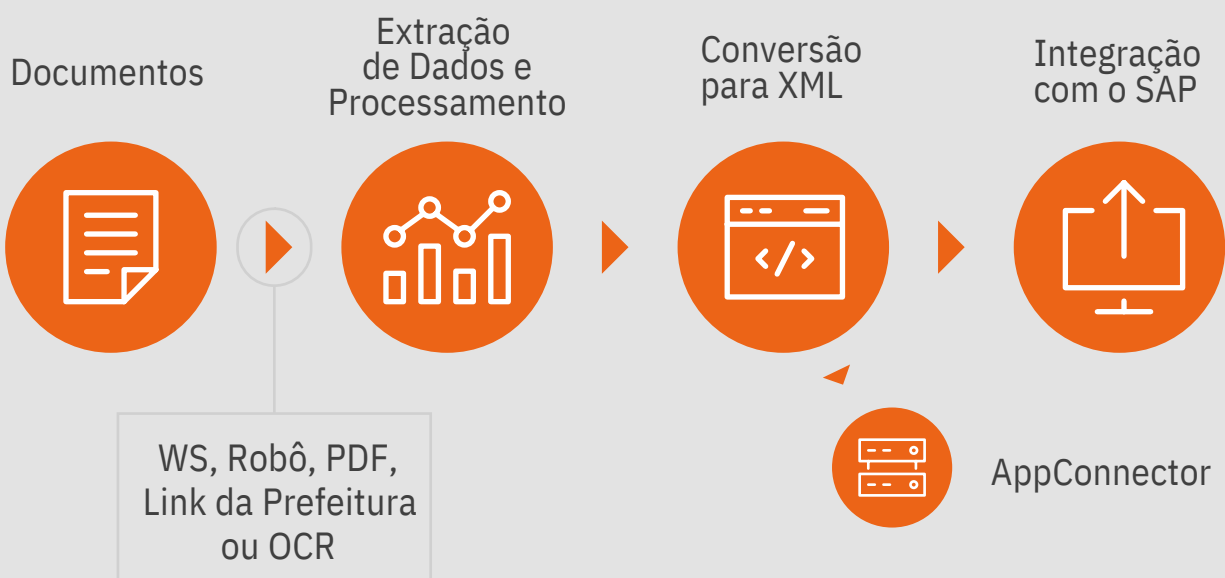 Documentos
Extração
de Dados e
Processamento
Conversão
para XML
Integração
com o SAP
WS, Robô, PDF,
Link da Prefeitura
ou OCR
AppConnector